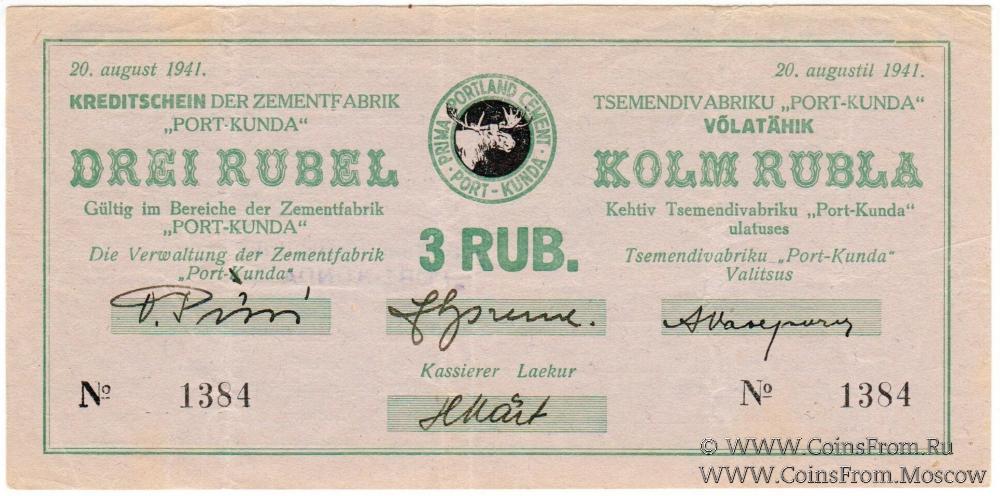 20. august 1941.
KREDITSCHEIN DER ZEMENTFABRIK
„PORT-KUNDA“
DREI RUBEL
Gültig im Bereiche der Zementfabrik
„PORT-KUNDA“
Die Verwaltung der Zementfabrik
„Port-Kunda“
PRIMA PORTLAND CEMENT
· PORT - KUNDA ·
3 RUB.
20. augustil 1941.
TSEMENDIVABRIKU „PORT-KUNDA“
VÕLATÄHIK
KOLM RUBLA
Kehtiv Tsemendivabriku „Port-Kunda“
ulatuses
Tsemendivabriku „Port-Kunda“
Valitsus
Kassierer Laekur
HMärt
№ 1384
№ 1384
© WWW.CoinsFrom.Ru
WWW.CoinsFrom.Moscow